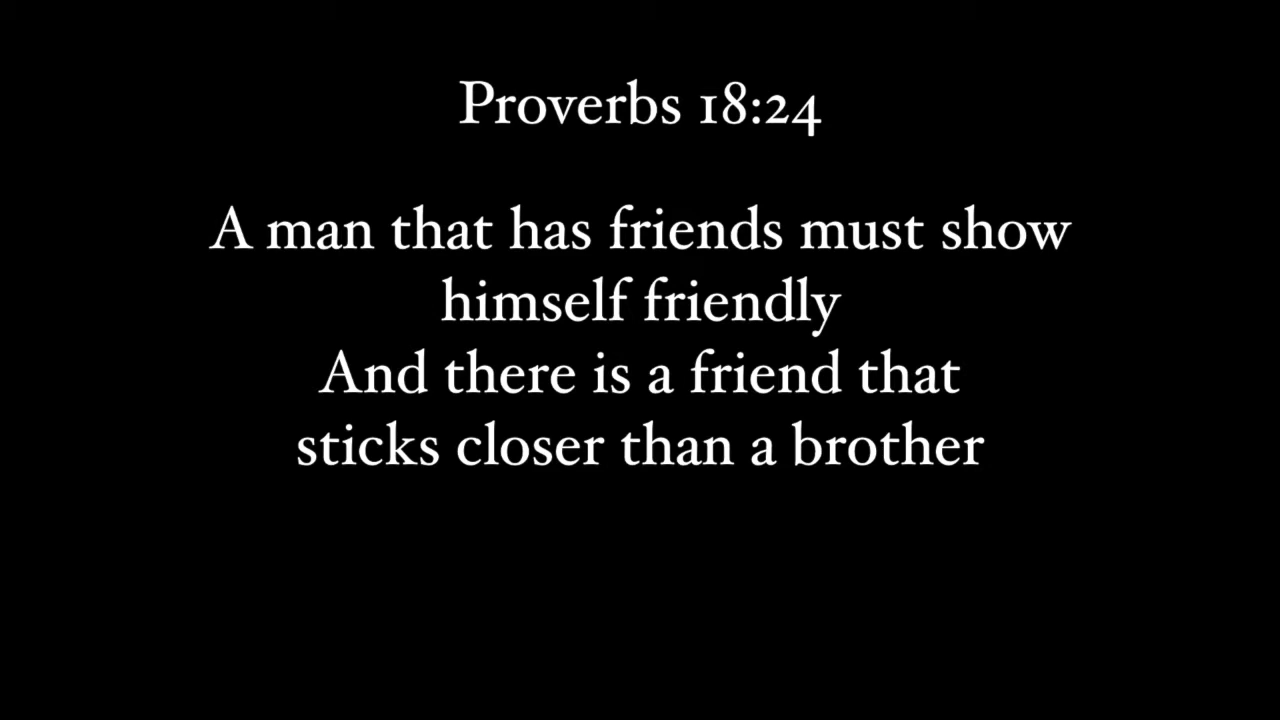 Proverbs 18:24
A man that has friends must show
himself friendly
And there is a friend that
sticks closer than a brother